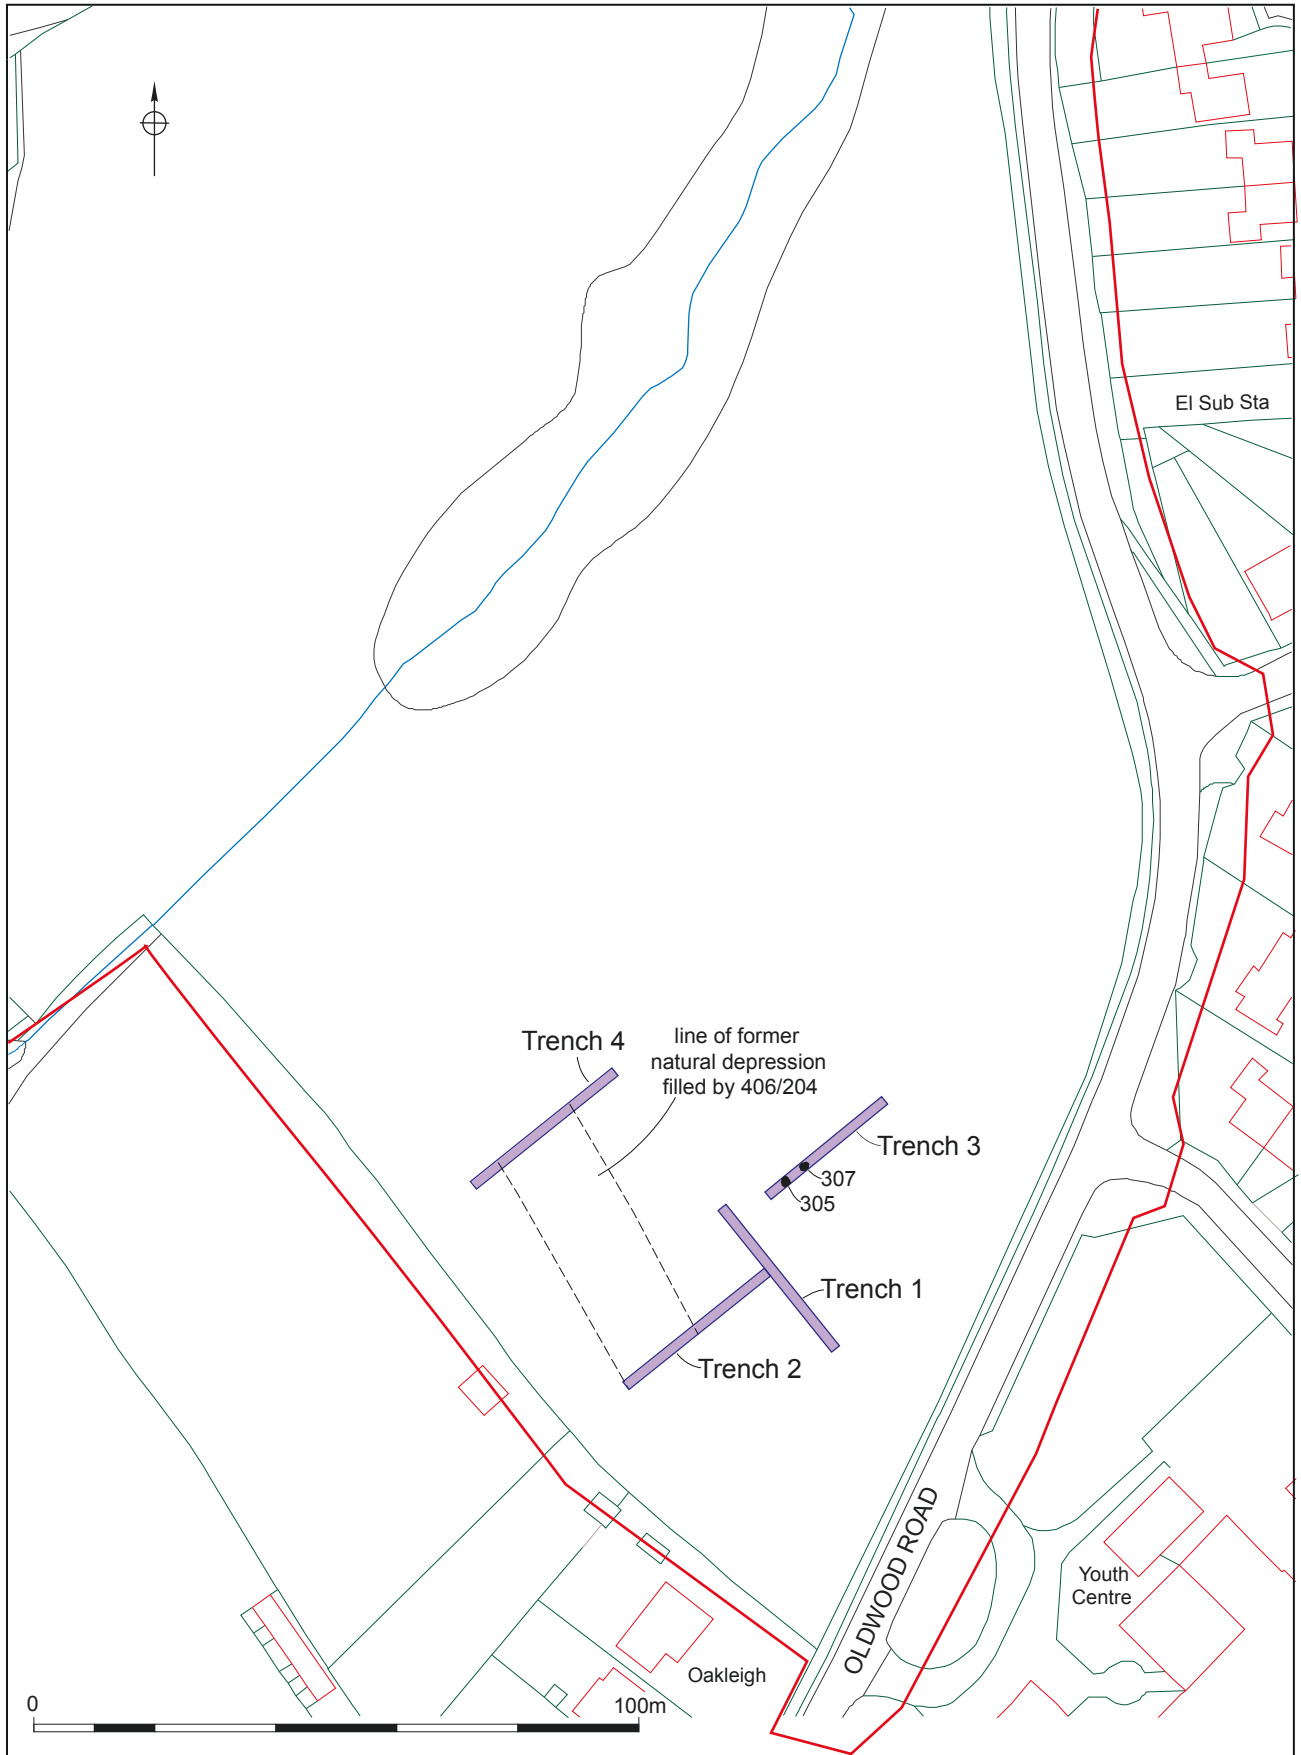 El Sub Sta
Trench 4
line of former
natural depression
filled by 406/204
Trench 3
307
305
Trench 1
Trench 2
OLDWOOD ROAD
Youth
Centre
Oakleigh
0
100m